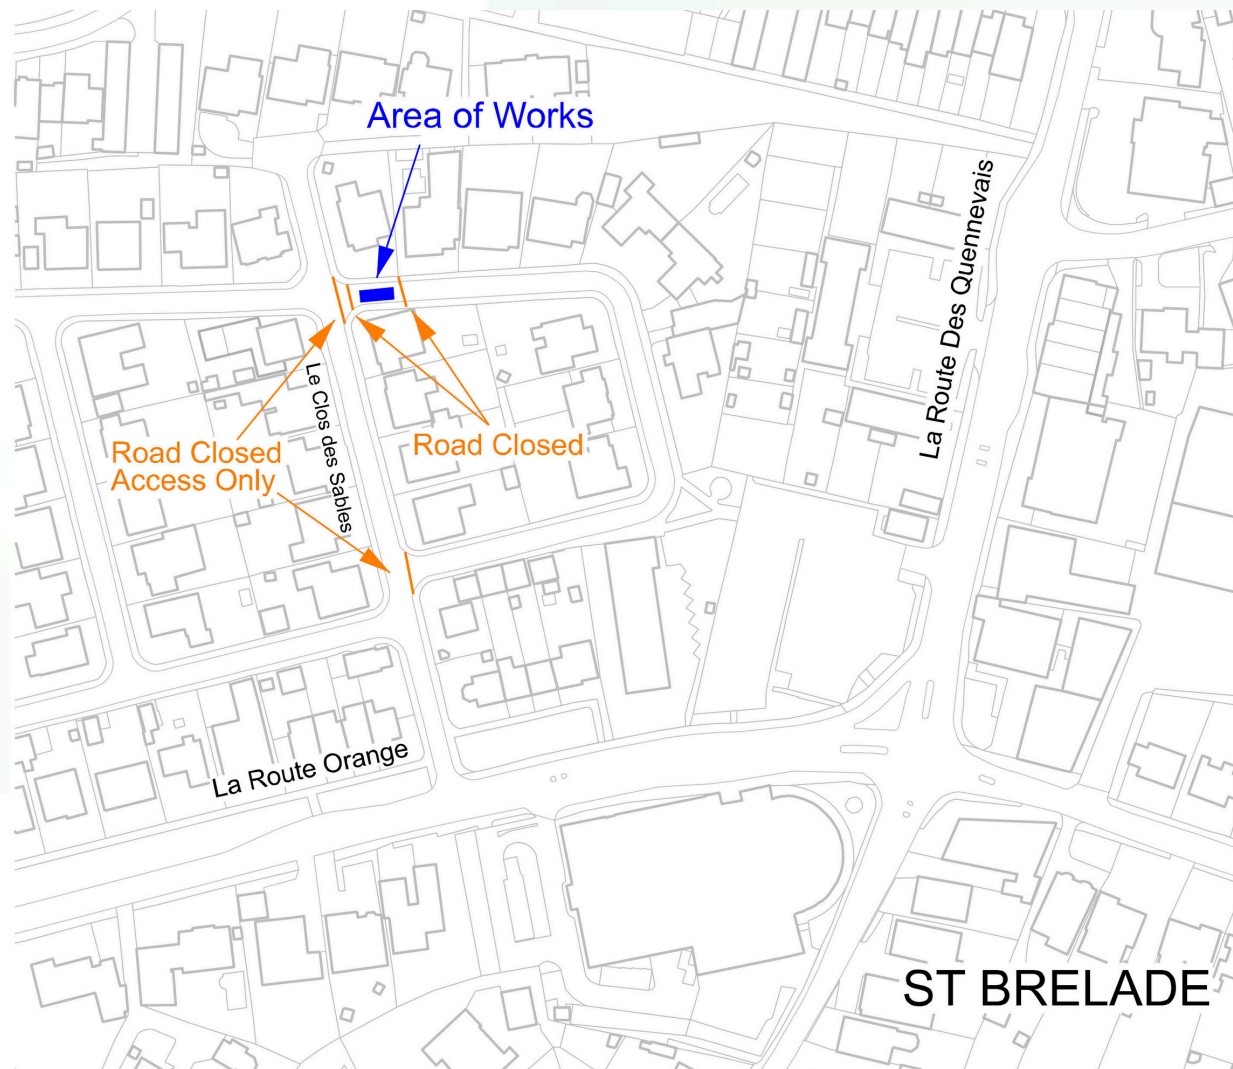 Area of Works
La Route Des Quennevais
Le Clos des Sables
Road Closed
Access Only
Road Closed
La Route Orange
ST BRELADE